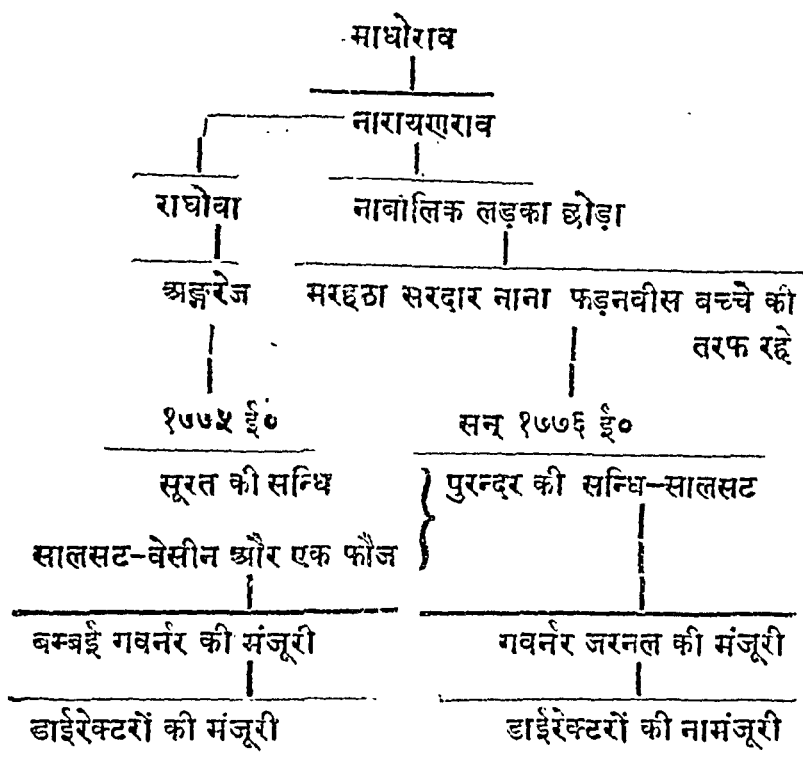 माधोराव
नारायणराव
राघोवा
नाबालिक लड़का छोड़ा
अङ्गरेज
मरहठा सरदार नाना फड़नवीस बच्चे की
तरफ रहे
१७७५ ई०
सन् १७७६ ई०
सूरत की सन्धि
पुरन्दर की सन्धि-सालसट
सालसट-वेसीन और एक फौज
बम्बई गवर्नर की मंजूरी
गवर्नर जरनल की मंजूरी
डाईरेक्टरों की मंजूरी
डाईरेक्टरों की नामंजूरी